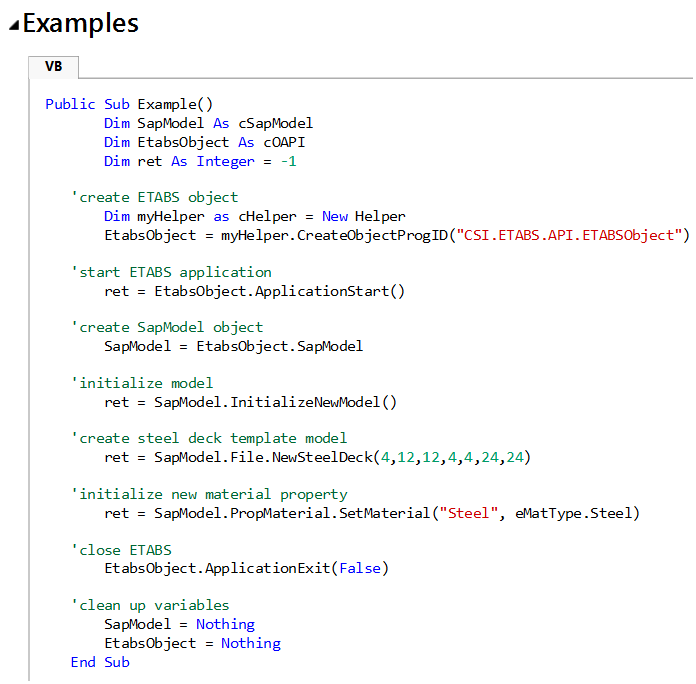 Examples
VB
Public Sub Example()
Dim SapModel As cSapModel
Dim EtabsObject As cOAPI
Dim ret As Integer = -1
'create ETABS object
Dim myHelper as cHelper = New Helper
EtabsObject = myHelper.CreateObjectProgID("CSI.ETABS.API.ETABSObject")
'start ETABS application
ret = EtabsObject.ApplicationStart()
'create SapModel object
SapModel = EtabsObject.SapModel
'initialize model
ret = SapModel.InitializeNewModel()
'create steel deck template model
ret = SapModel.File.NewSteelDeck(4,12,12,4,4,24,24)
'initialize new material property
ret = SapModel.PropMaterial.SetMaterial("Steel", eMatType.Steel)
'close ETABS
EtabsObject.ApplicationExit(False)
'clean up variables
SapModel = Nothing
EtabsObject = Nothing
End Sub